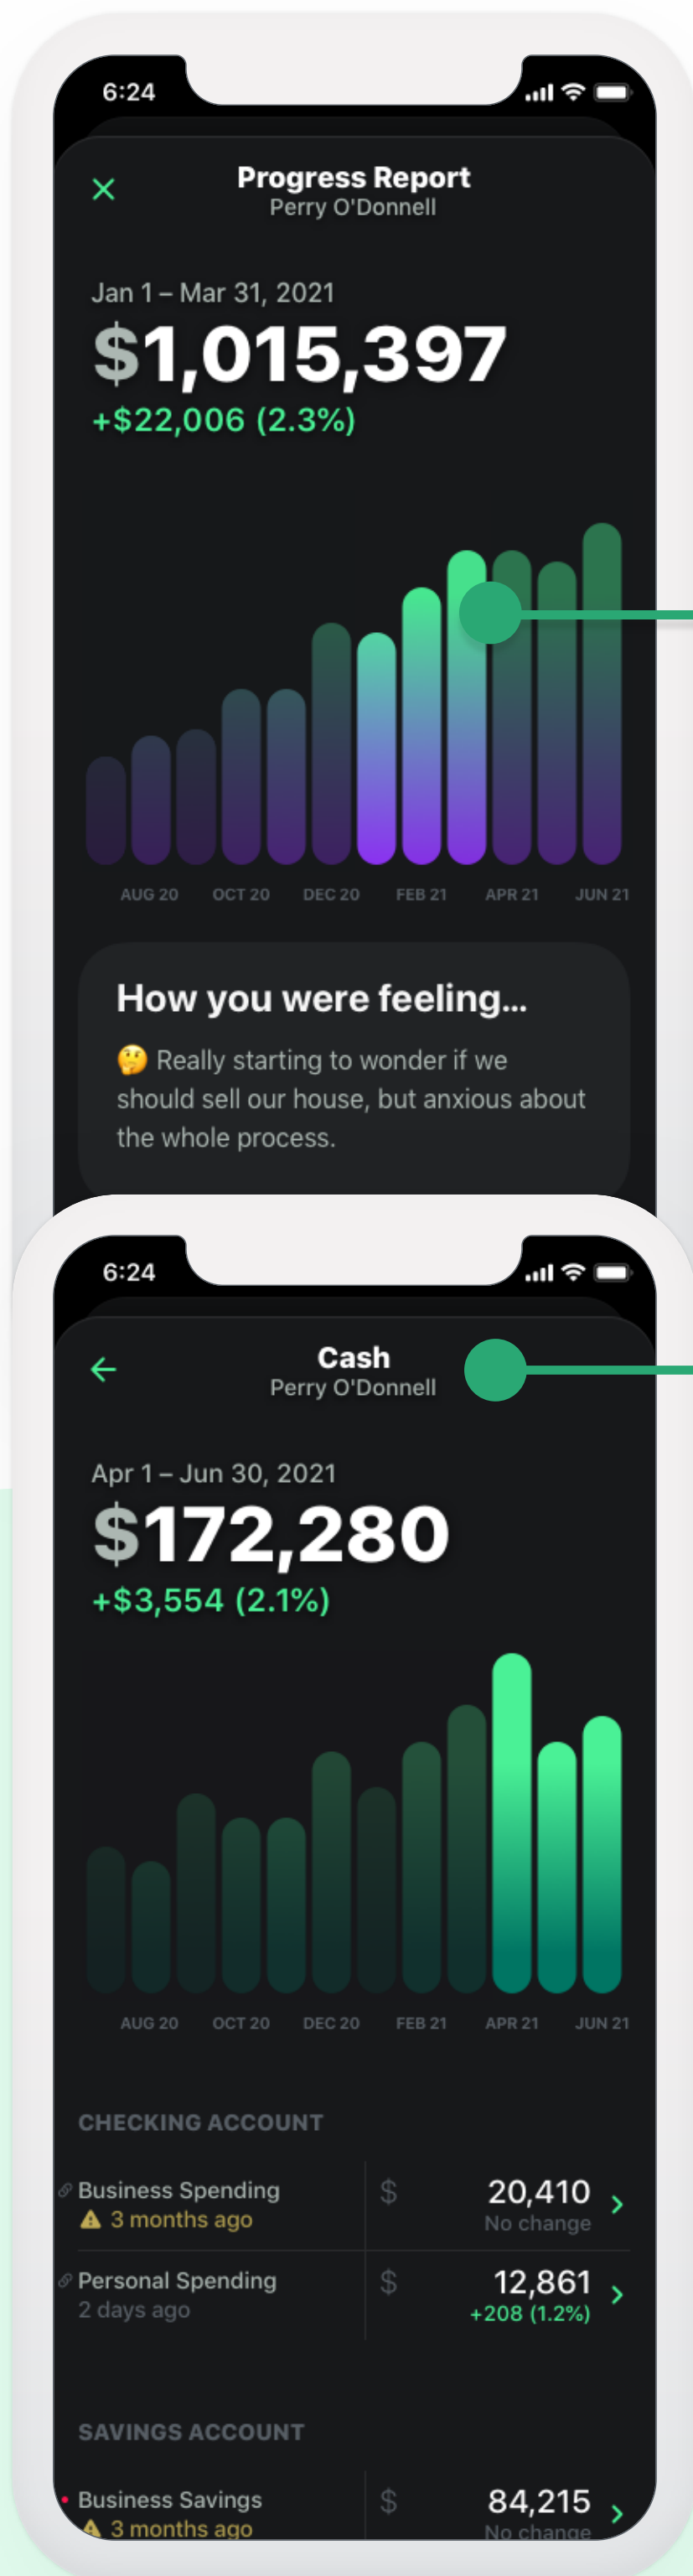 6:24
Progress Report
Perry O'Donnell
Jan 1 – Mar 31, 2021
$1,015,397
+$22,006 (2.3%)
AUG 20 OCT 20 DEC 20 FEB 21 APR 21 JUN 21
How you were feeling...
🤔 Really starting to wonder if we
should sell our house, but anxious about
the whole process.
6:24
Cash
Perry O'Donnell
Apr 1 – Jun 30, 2021
$172,280
+$3,554 (2.1%)
AUG 20 OCT 20 DEC 20 FEB 21 APR 21 JUN 21
CHECKING ACCOUNT
Business Spending $ 20,410
3 months ago No change
Personal Spending $ 12,861
2 days ago +208 (1.2%)
SAVINGS ACCOUNT
Business Savings $ 84,215
3 months ago No change